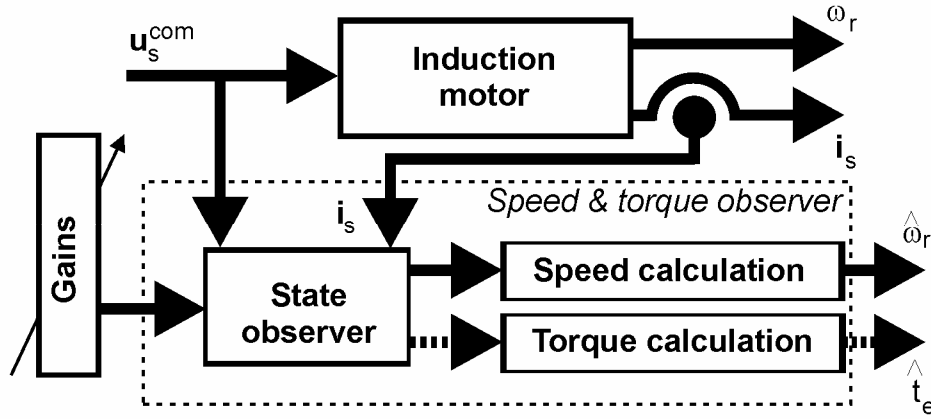 u_s^com
Induction
motor
ω_r
i_s
Speed & torque observer
i_s
Gains
State
observer
Speed calculation
Torque calculation
ω̂_r
t̂_e